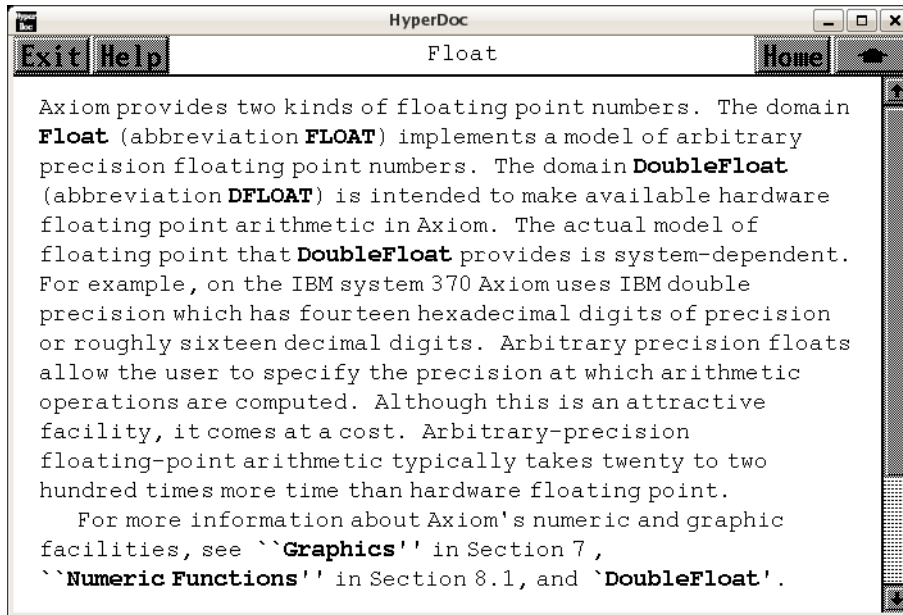 Hyper Doc
HyperDoc
Exit Help Float Home
Axiom provides two kinds of floating point numbers. The domain
Float (abbreviation FLOAT) implements a model of arbitrary
precision floating point numbers. The domain DoubleFloat
(abbreviation DFLOAT) is intended to make available hardware
floating point arithmetic in Axiom. The actual model of
floating point that DoubleFloat provides is system-dependent.
For example, on the IBM system 370 Axiom uses IBM double
precision which has fourteen hexadecimal digits of precision
or roughly sixteen decimal digits. Arbitrary precision floats
allow the user to specify the precision at which arithmetic
operations are computed. Although this is an attractive
facility, it comes at a cost. Arbitrary-precision
floating-point arithmetic typically takes twenty to two
hundred times more time than hardware floating point.
For more information about Axiom's numeric and graphic
facilities, see ``Graphics'' in Section 7 ,
``Numeric Functions'' in Section 8.1, and `DoubleFloat'.